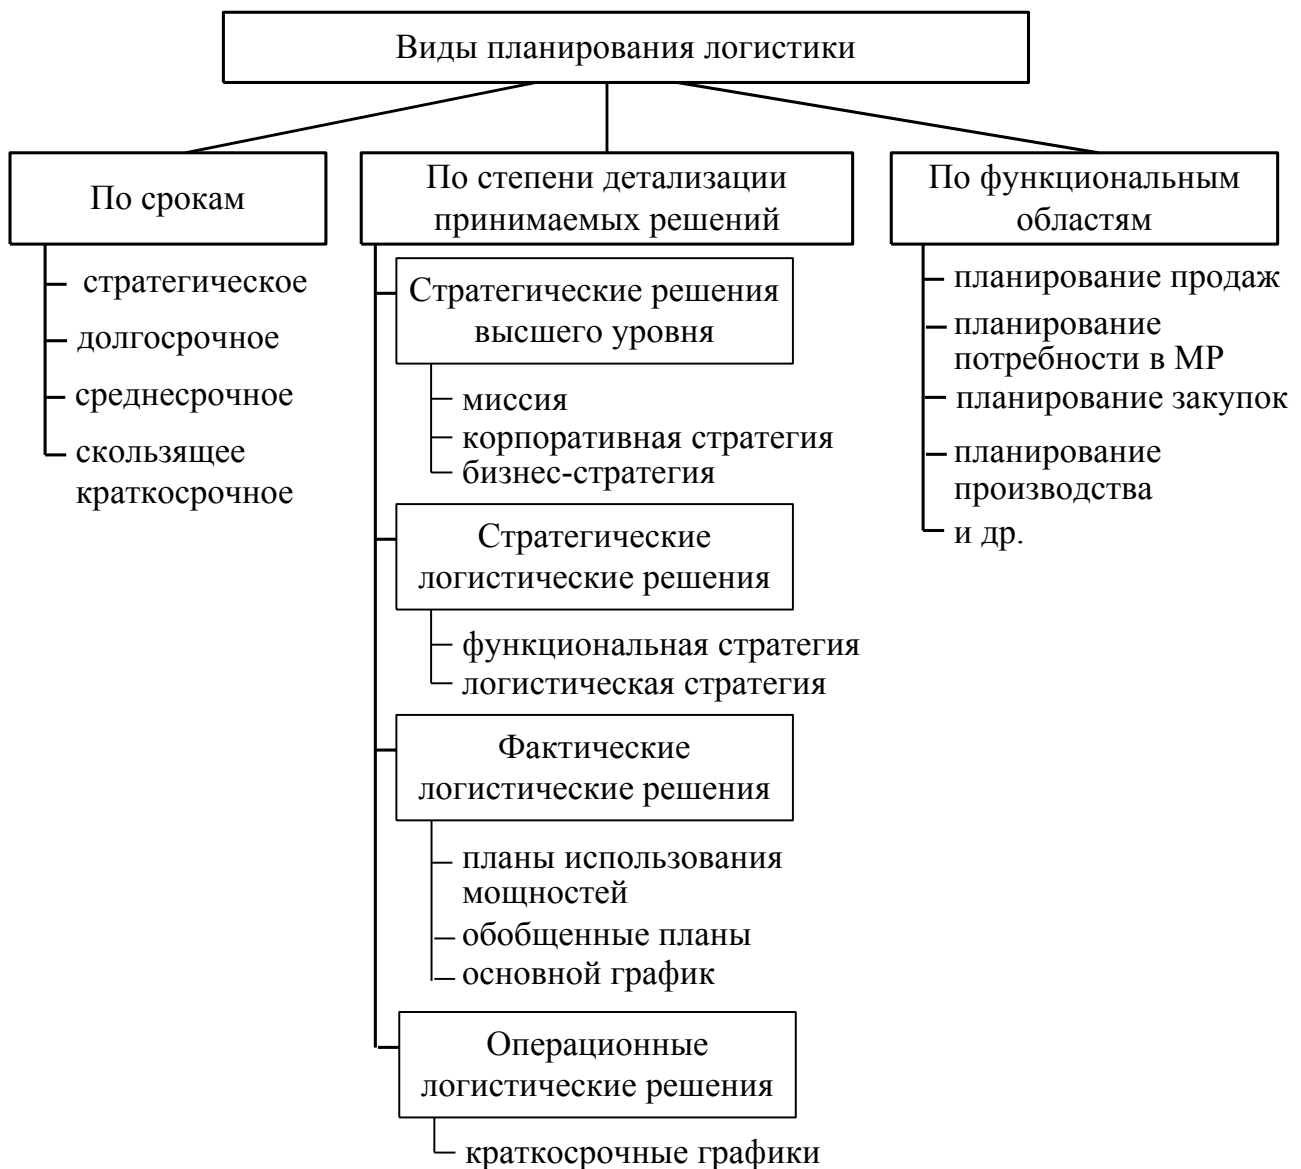 Виды планирования логистики
По срокам
стратегическое
долгосрочное
среднесрочное
скользящее
краткосрочное
По степени детализации
принимаемых решений
Стратегические решения
высшего уровня
миссия
корпоративная стратегия
бизнес-стратегия
Стратегические
логистические решения
функциональная стратегия
логистическая стратегия
Фактические
логистические решения
планы использования
мощностей
обобщенные планы
основной график
Операционные
логистические решения
краткосрочные графики
По функциональным
областям
планирование продаж
планирование
потребности в МР
планирование закупок
планирование
производства
и др.